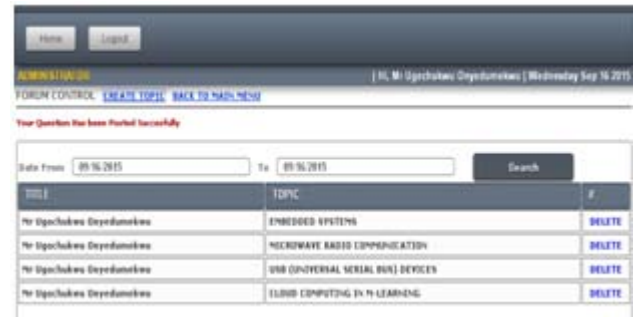 Home Logout
ADMINISTRATOR | Hi, Mr Ugochukwu Onyedumekwu | Wednesday Sep 16 2015
FORUM CONTROL CREATE TOPIC BACK TO MAIN MENU
Your Question Has been Posted Succesfully
Date From 09/16/2015 To 09/16/2015 Search
TITLE TOPIC #
Mr Ugochukwu Onyedumekwu EMBEDDED SYSTEMS DELETE
Mr Ugochukwu Onyedumekwu MICROWAVE RADIO COMMUNICATION DELETE
Mr Ugochukwu Onyedumekwu USB (UNIVERSAL SERIAL BUS) DEVICES DELETE
Mr Ugochukwu Onyedumekwu CLOUD COMPUTING IN M-LEARNING DELETE